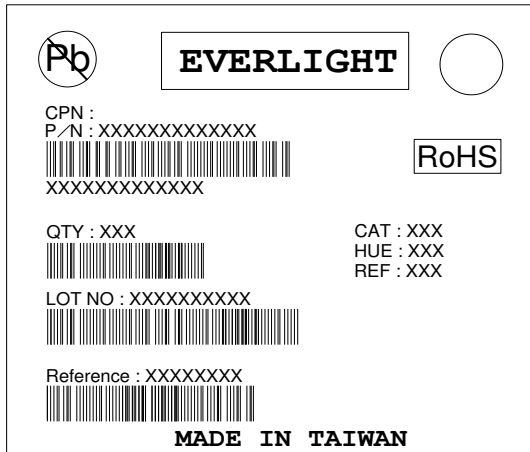 Pb
EVERLIGHT
CPN :
P/N : XXXXXXXXXXXXX
XXXXXXXXXXXXX
RoHS
QTY : XXX
CAT : XXX
HUE : XXX
REF : XXX
LOT NO : XXXXXXXXXX
Reference : XXXXXXXX
MADE IN TAIWAN